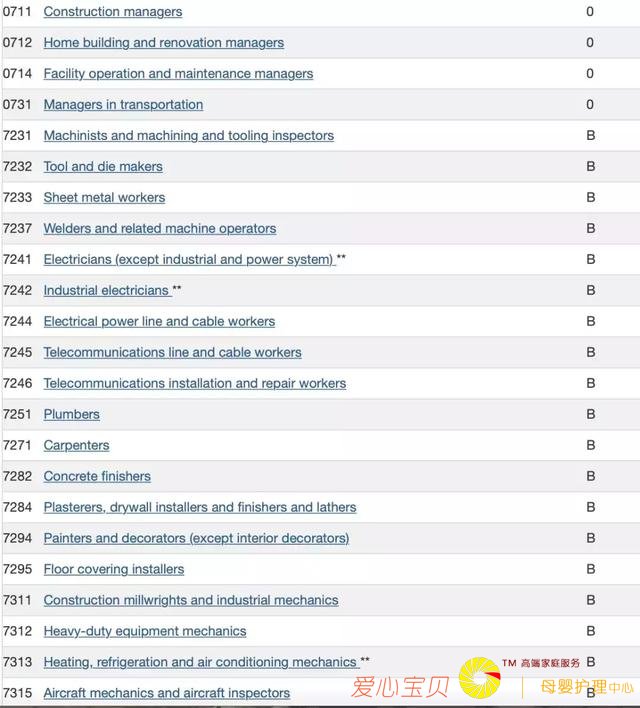 0711 Construction managers 0
0712 Home building and renovation managers 0
0714 Facility operation and maintenance managers 0
0731 Managers in transportation 0
7231 Machinists and machining and tooling inspectors B
7232 Tool and die makers B
7233 Sheet metal workers B
7237 Welders and related machine operators B
7241 Electricians (except industrial and power system) ** B
7242 Industrial electricians ** B
7244 Electrical power line and cable workers B
7245 Telecommunications line and cable workers B
7246 Telecommunications installation and repair workers B
7251 Plumbers B
7271 Carpenters B
7282 Concrete finishers B
7284 Plasterers, drywall installers and finishers and lathers B
7294 Painters and decorators (except interior decorators) B
7295 Floor covering installers B
7311 Construction millwrights and industrial mechanics B
7312 Heavy-duty equipment mechanics B
7313 Heating, refrigeration and air conditioning mechanics ** B
7315 Aircraft mechanics and aircraft inspectors B
爱心宝贝 TM 高端家庭服务 母婴护理中心